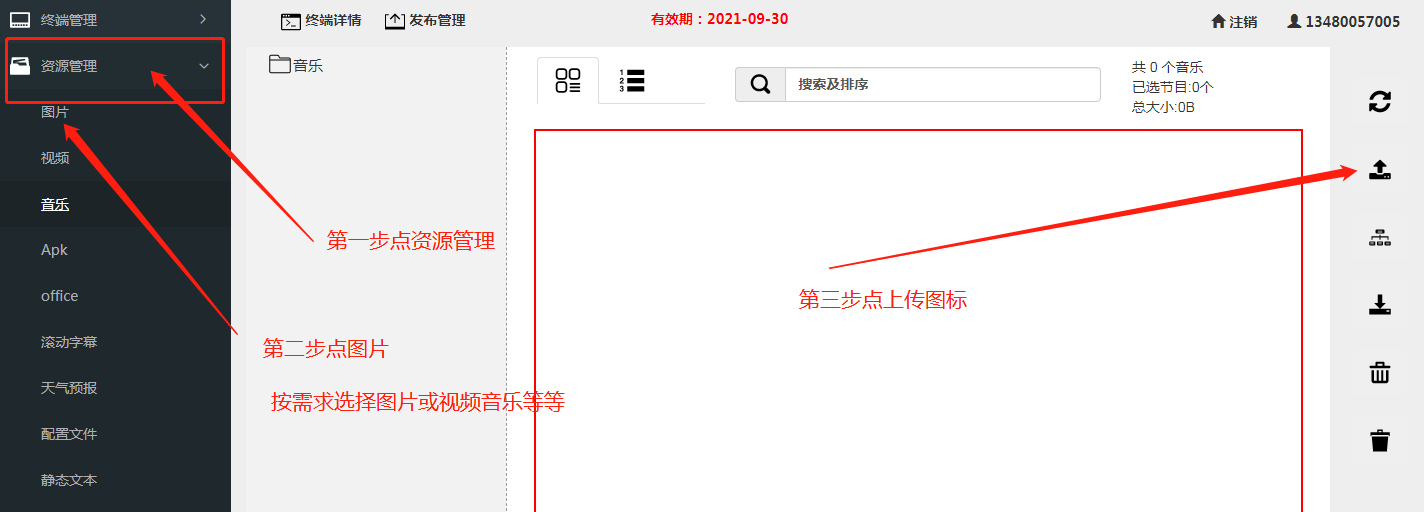 终端管理
资源管理
图片
视频
音乐
Apk
office
滚动字幕
天气预报
配置文件
静态文本
终端详情 发布管理
有效期：2021-09-30
注销 13480057005
音乐
搜索及排序
共 0 个音乐
已选节目:0个
总大小:0B
第一步点资源管理
第二步点图片
按需求选择图片或视频音乐等等
第三步点上传图标